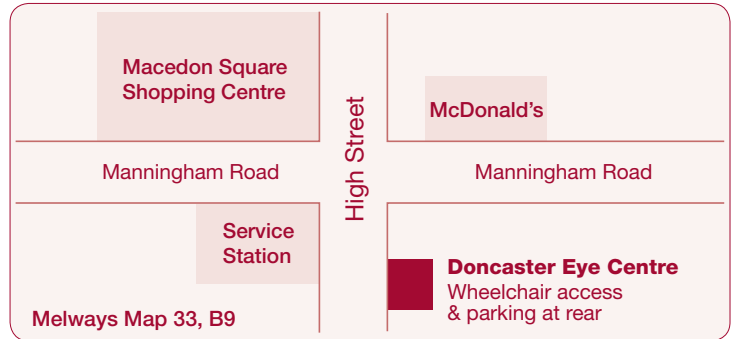 Macedon Square
Shopping Centre
McDonald's
High Street
Manningham Road
Manningham Road
Service
Station
Doncaster Eye Centre
Wheelchair access
& parking at rear
Melways Map 33, B9